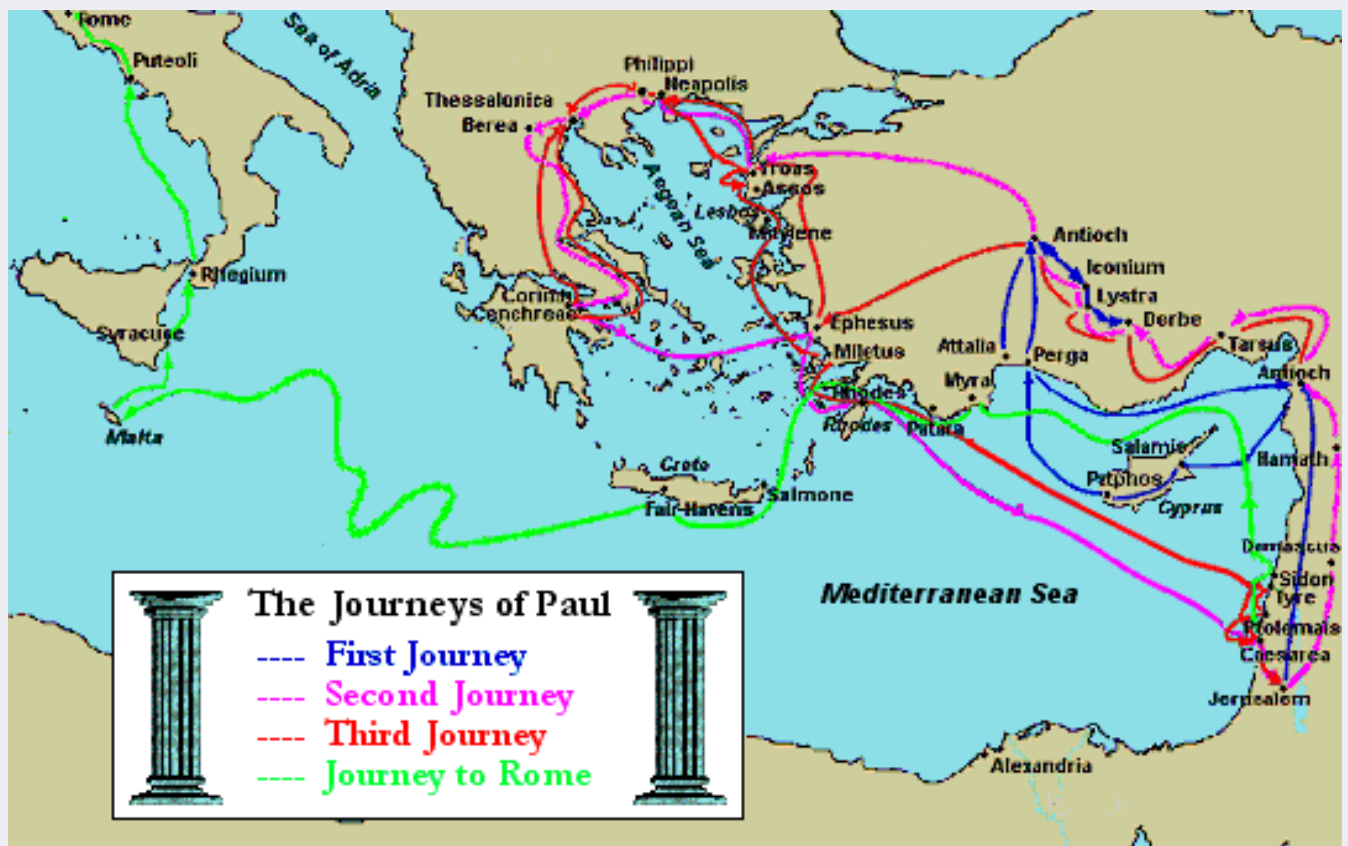 Rome
Puteoli
Sea of Adria
Philippi
Neapolis
Thessalonica
Berea
Aegean Sea
Troas
Assos
Lesbos
Mitylene
Antioch
Iconium
Lystra
Derbe
Rhegium
Syracuse
Malta
Corinth
Cenchreae
Ephesus
Miletus
Attalia
Perga
Tarsus
Antioch
Myra
Rhodes
Rhodes
Patara
Salamis
Hamath
Paphos
Cyprus
Crete
Salmone
Fair Havens
Damascus
Sidon
Tyre
Ptolemais
Caesarea
Jerusalem
Mediterranean Sea
Alexandria
The Journeys of Paul
---- First Journey
---- Second Journey
---- Third Journey
---- Journey to Rome